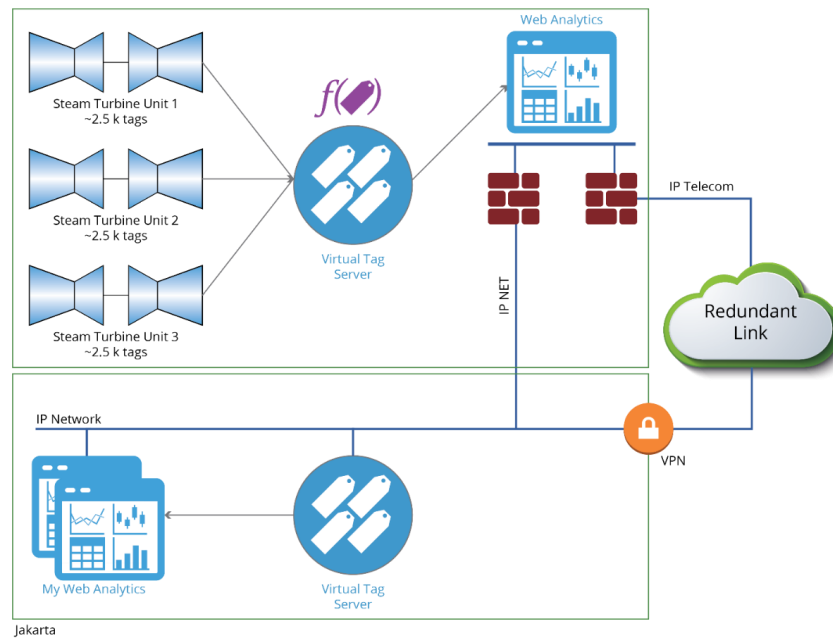 Web Analytics
Steam Turbine Unit 1
~2.5 k tags
f(
)
Steam Turbine Unit 2
~2.5 k tags
Virtual Tag
Server
IP Telecom
Steam Turbine Unit 3
~2.5 k tags
IP NET
Redundant
Link
IP Network
VPN
My Web Analytics
Virtual Tag
Server
Jakarta